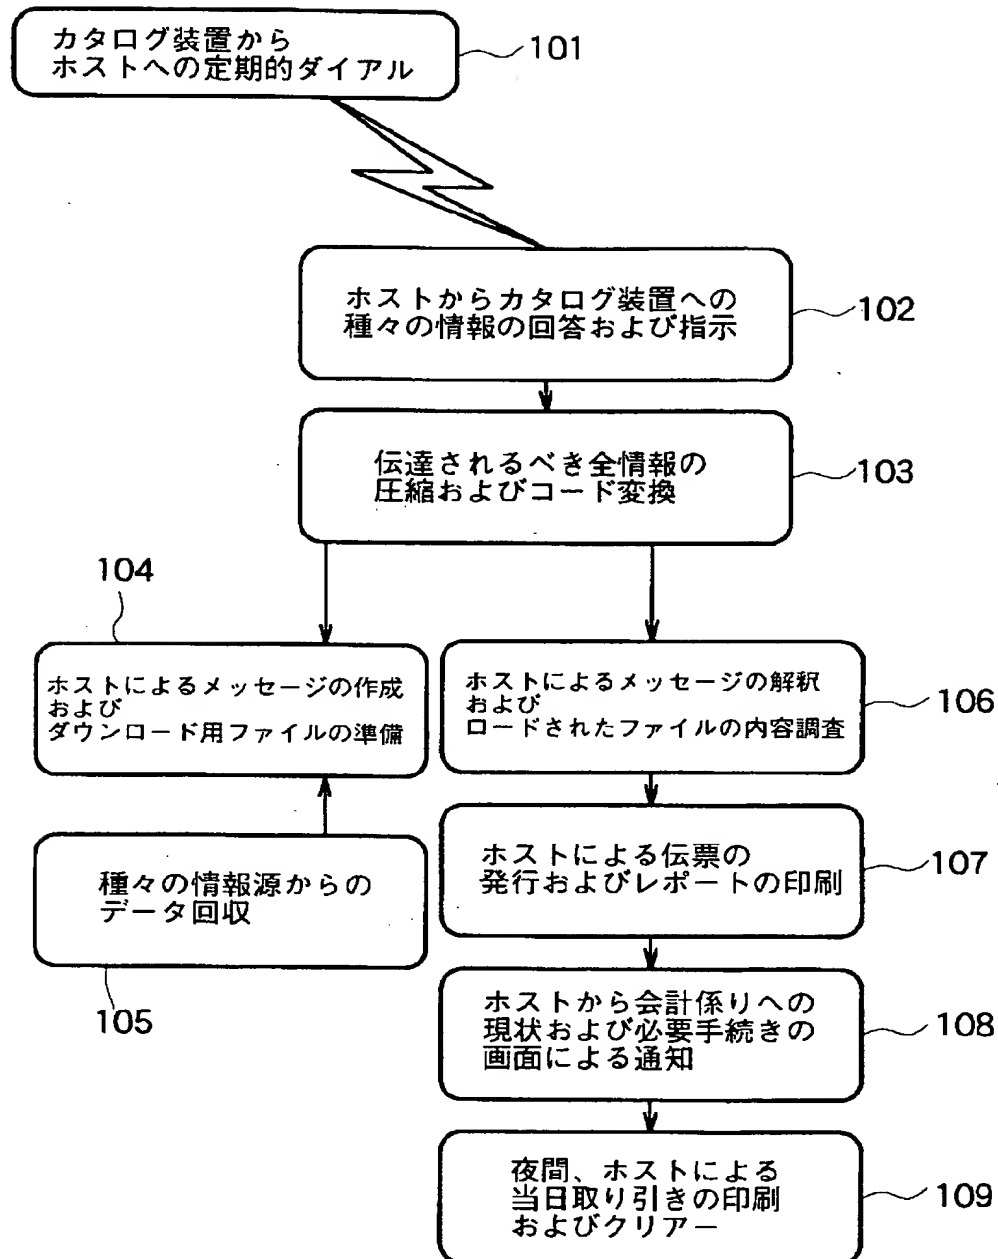 カタログ装置から
ホストへの定期的ダイアル
101
ホストからカタログ装置への
種々の情報の回答および指示
102
伝達されるべき全情報の
圧縮およびコード変換
103
104
ホストによるメッセージの作成
および
ダウンロード用ファイルの準備
ホストによるメッセージの解釈
および
ロードされたファイルの内容調査
106
種々の情報源からの
データ回収
105
ホストによる伝票の
発行およびレポートの印刷
107
ホストから会計係りへの
現状および必要手続きの
画面による通知
108
夜間、ホストによる
当日取り引きの印刷
およびクリアー
109